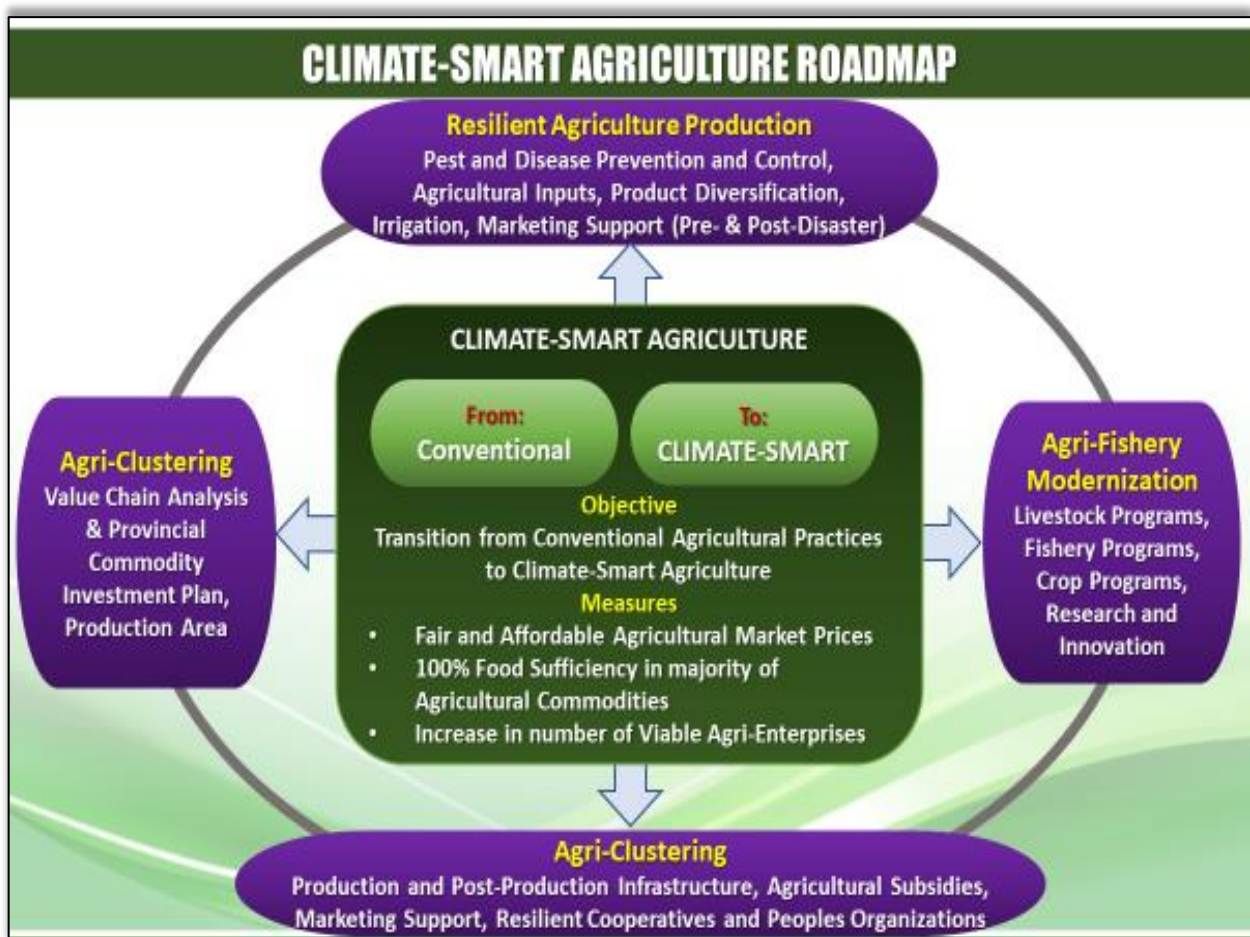 CLIMATE-SMART AGRICULTURE ROADMAP
Resilient Agriculture Production
Pest and Disease Prevention and Control,
Agricultural Inputs, Product Diversification,
Irrigation, Marketing Support (Pre- & Post-Disaster)
CLIMATE-SMART AGRICULTURE
From:
Conventional
To:
CLIMATE-SMART
Objective
Transition from Conventional Agricultural Practices
to Climate-Smart Agriculture
Measures
• Fair and Affordable Agricultural Market Prices
• 100% Food Sufficiency in majority of
Agricultural Commodities
• Increase in number of Viable Agri-Enterprises
Agri-Clustering
Value Chain Analysis
& Provincial
Commodity
Investment Plan,
Production Area
Agri-Fishery
Modernization
Livestock Programs,
Fishery Programs,
Crop Programs,
Research and
Innovation
Agri-Clustering
Production and Post-Production Infrastructure, Agricultural Subsidies,
Marketing Support, Resilient Cooperatives and Peoples Organizations